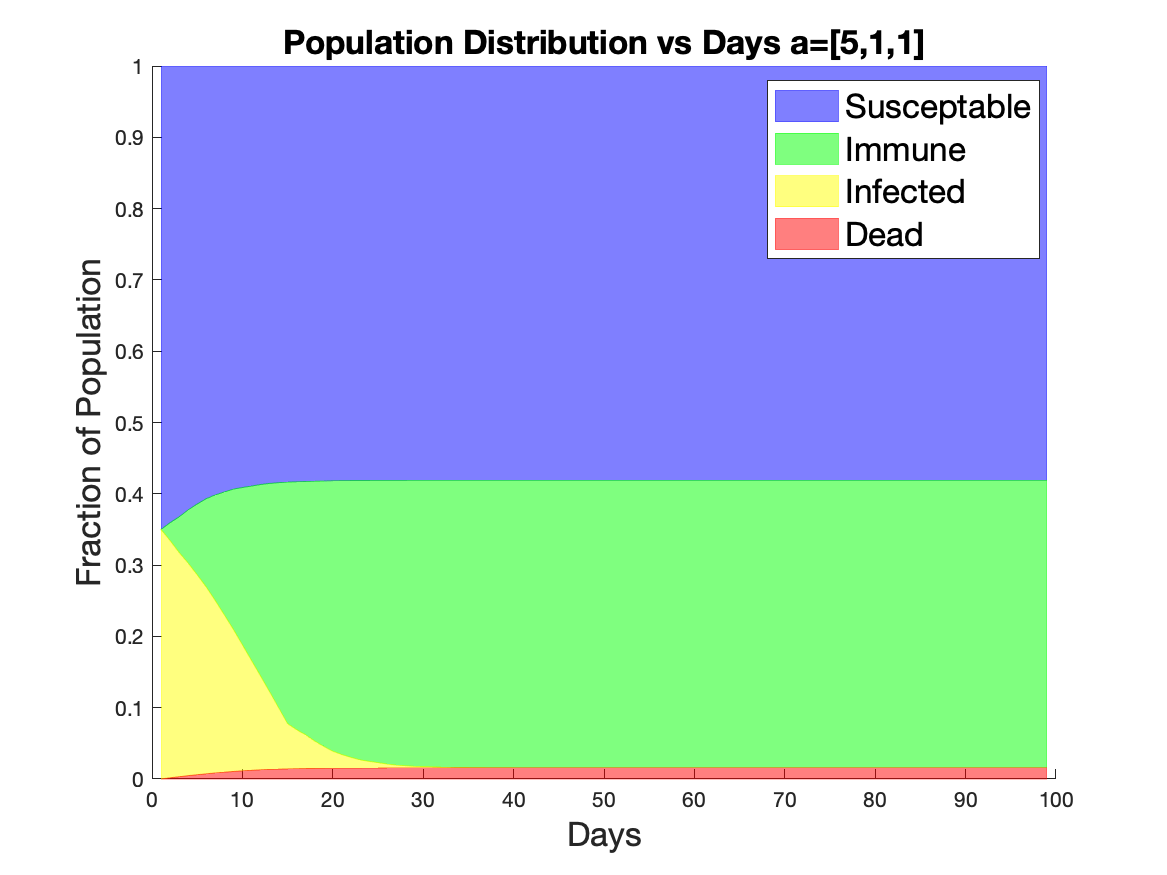 Population Distribution vs Days a=[5,1,1]
Susceptable
Immune
Infected
Dead
Fraction of Population
1
0.9
0.8
0.7
0.6
0.5
0.4
0.3
0.2
0.1
0
0 10 20 30 40 50 60 70 80 90 100
Days